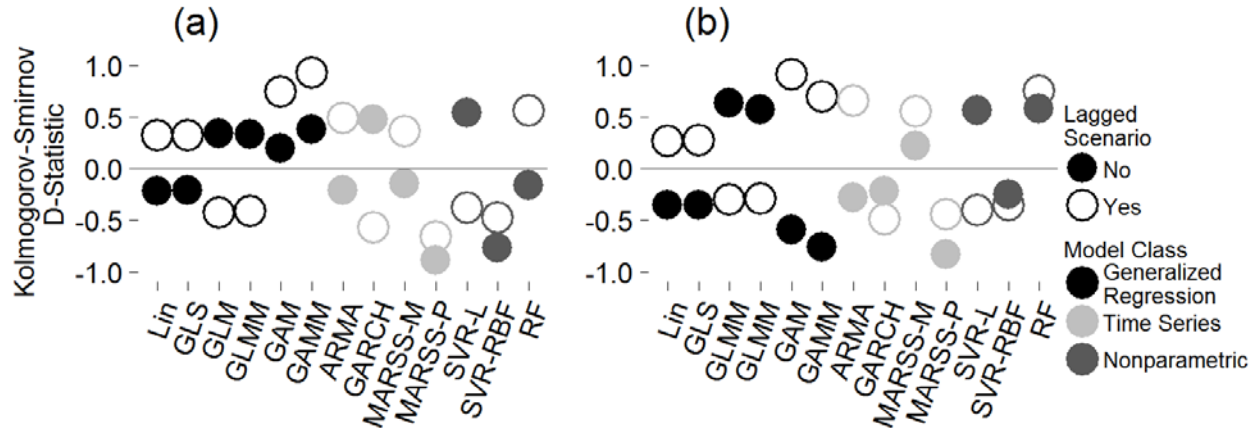 (a)
(b)
Kolmogorov-Smirnov
D-Statistic
1.0
0.5
0.0
-0.5
-1.0
Lin
GLS
GLM
GLMM
GAM
GAMM
ARMA
GARCH
MARSS-M
MARSS-P
SVR-L
SVR-RBF
RF
1.0
0.5
0.0
-0.5
-1.0
Lin
GLS
GLMM
GLMM
GAM
GAMM
ARMA
GARCH
MARSS-M
MARSS-P
SVR-L
SVR-RBF
RF
Lagged
Scenario
No
Yes
Model Class
Generalized
Regression
Time Series
Nonparametric